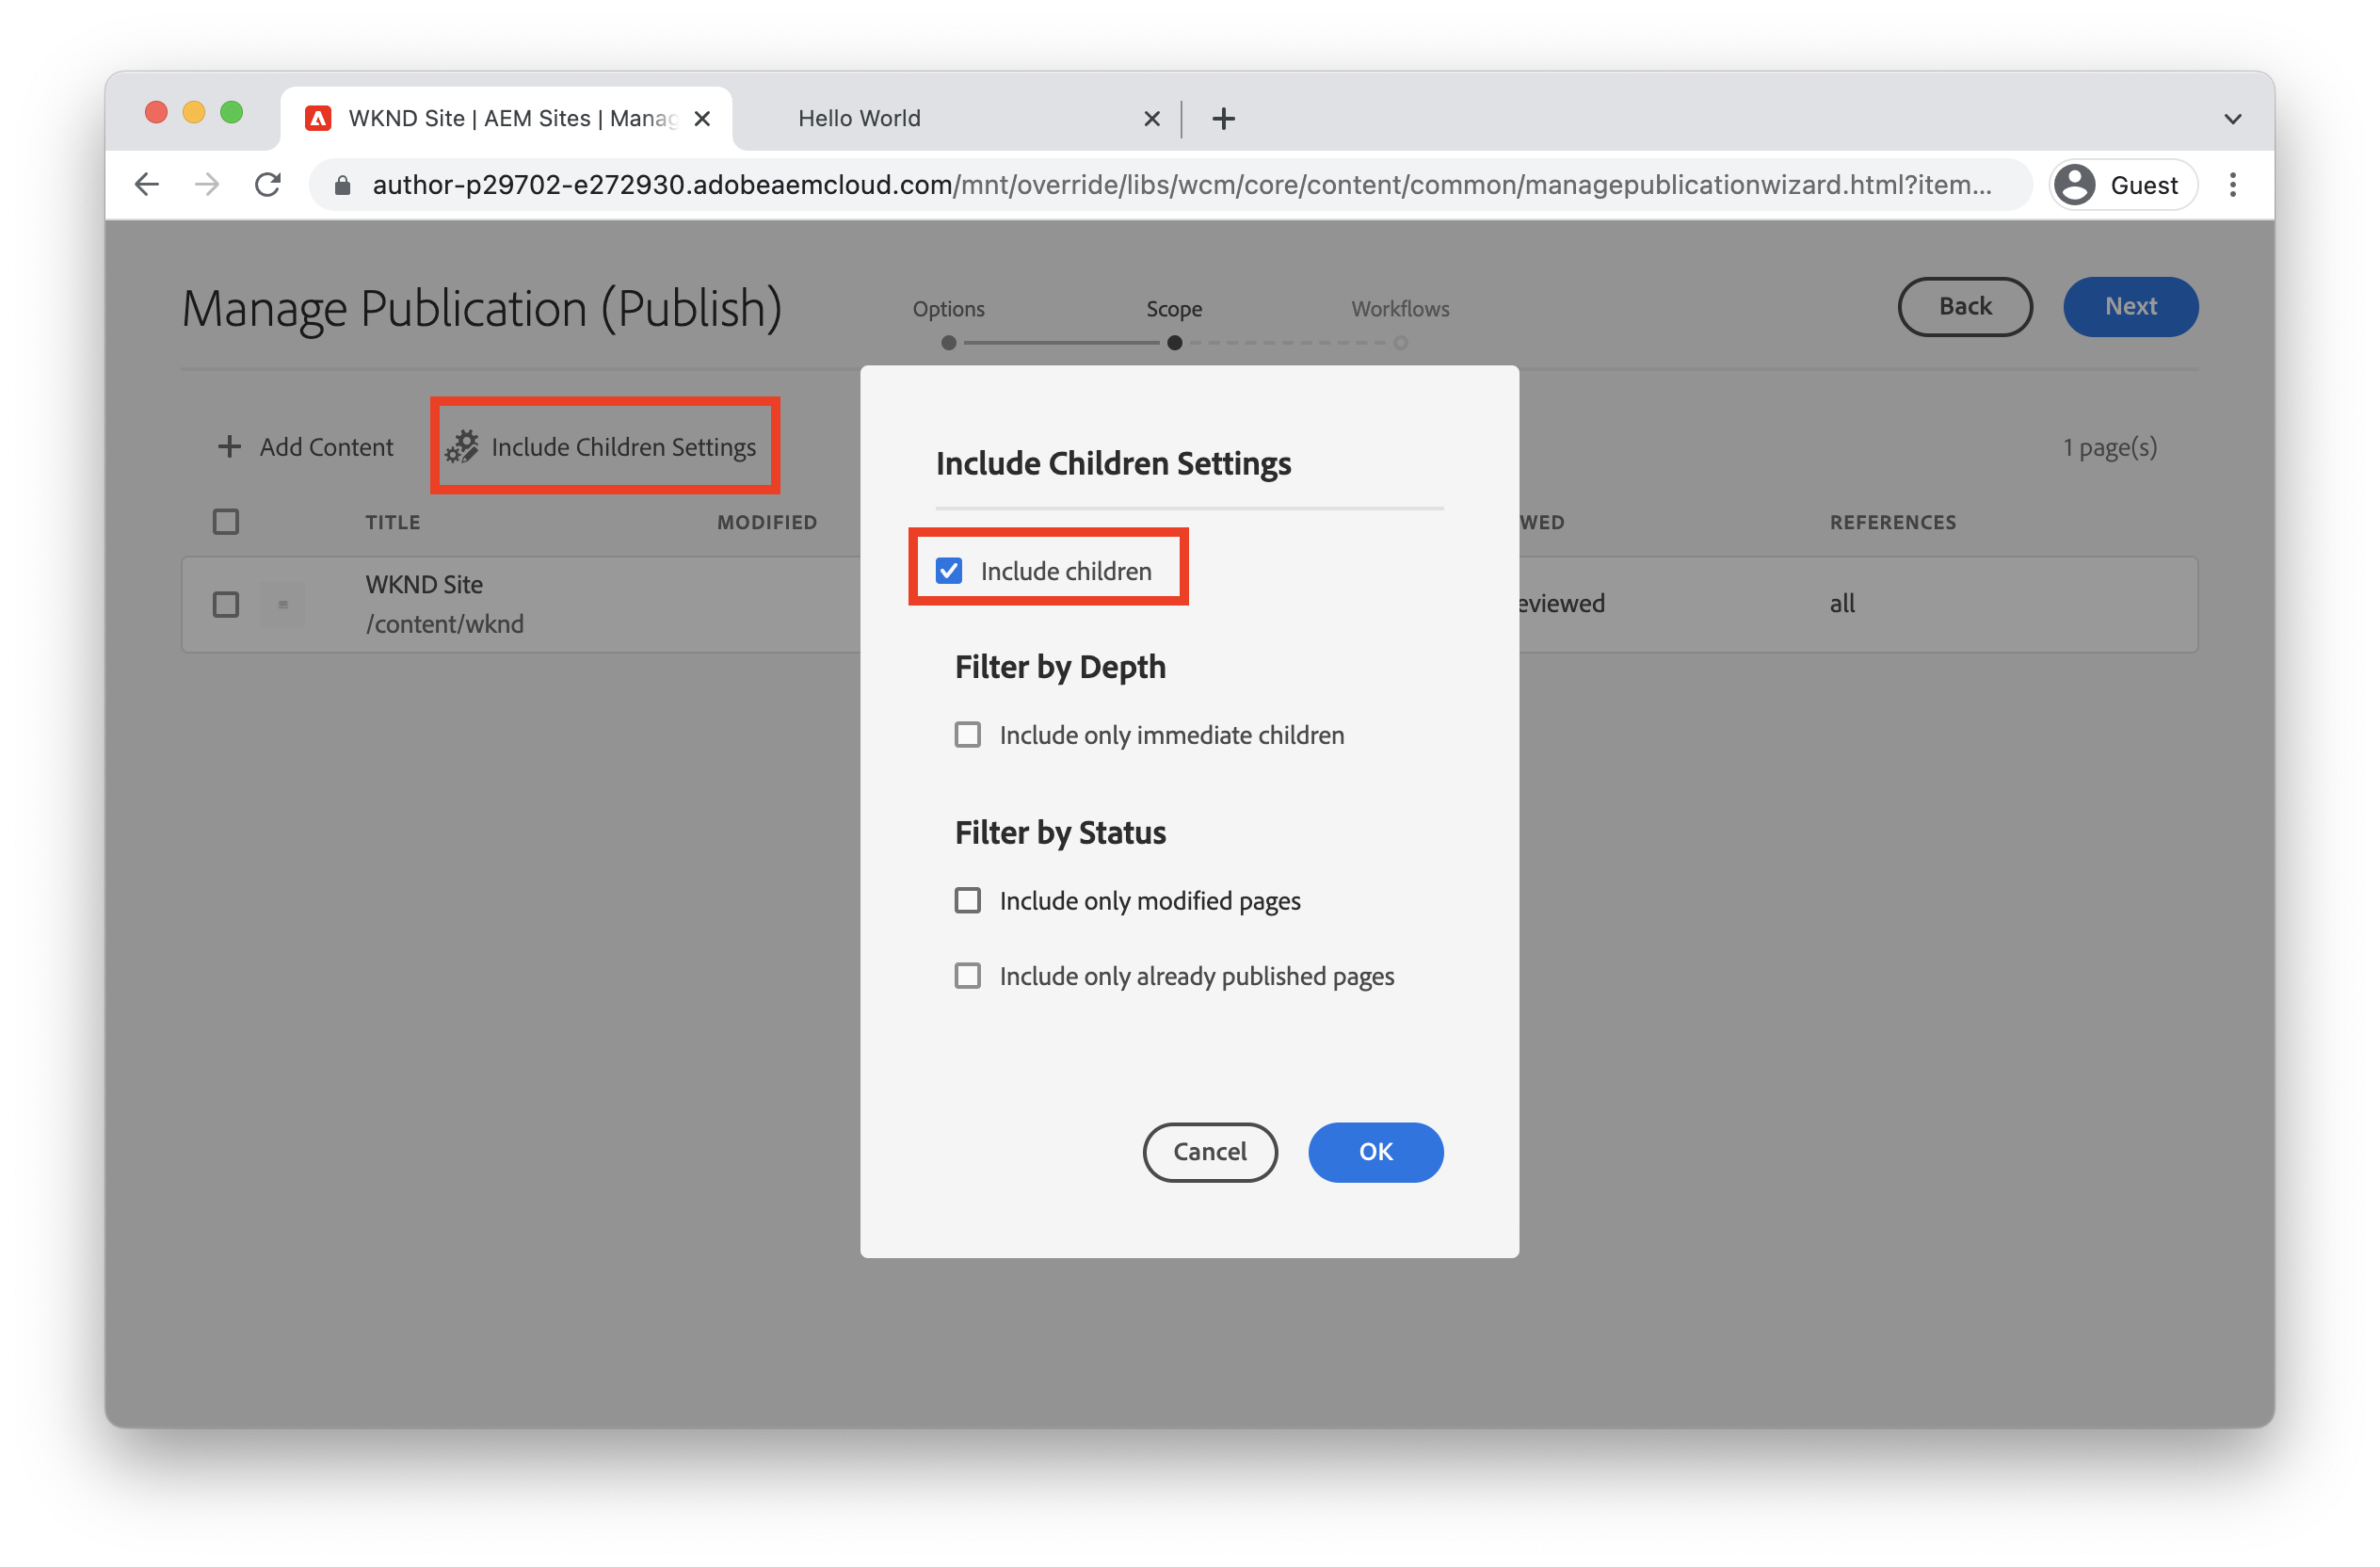 WKND Site | AEM Sites | Manag
Hello World
author-p29702-e272930.adobeaemcloud.com/mnt/override/libs/wcm/core/content/common/managepublicationwizard.html?item...
Guest
Manage Publication (Publish)
Options
Scope
Workflows
Back
Next
Add Content
Include Children Settings
1 page(s)
TITLE
MODIFIED
WED
REFERENCES
WKND Site
/content/wknd
eviewed
all
Include Children Settings
Include children
Filter by Depth
Include only immediate children
Filter by Status
Include only modified pages
Include only already published pages
Cancel
OK